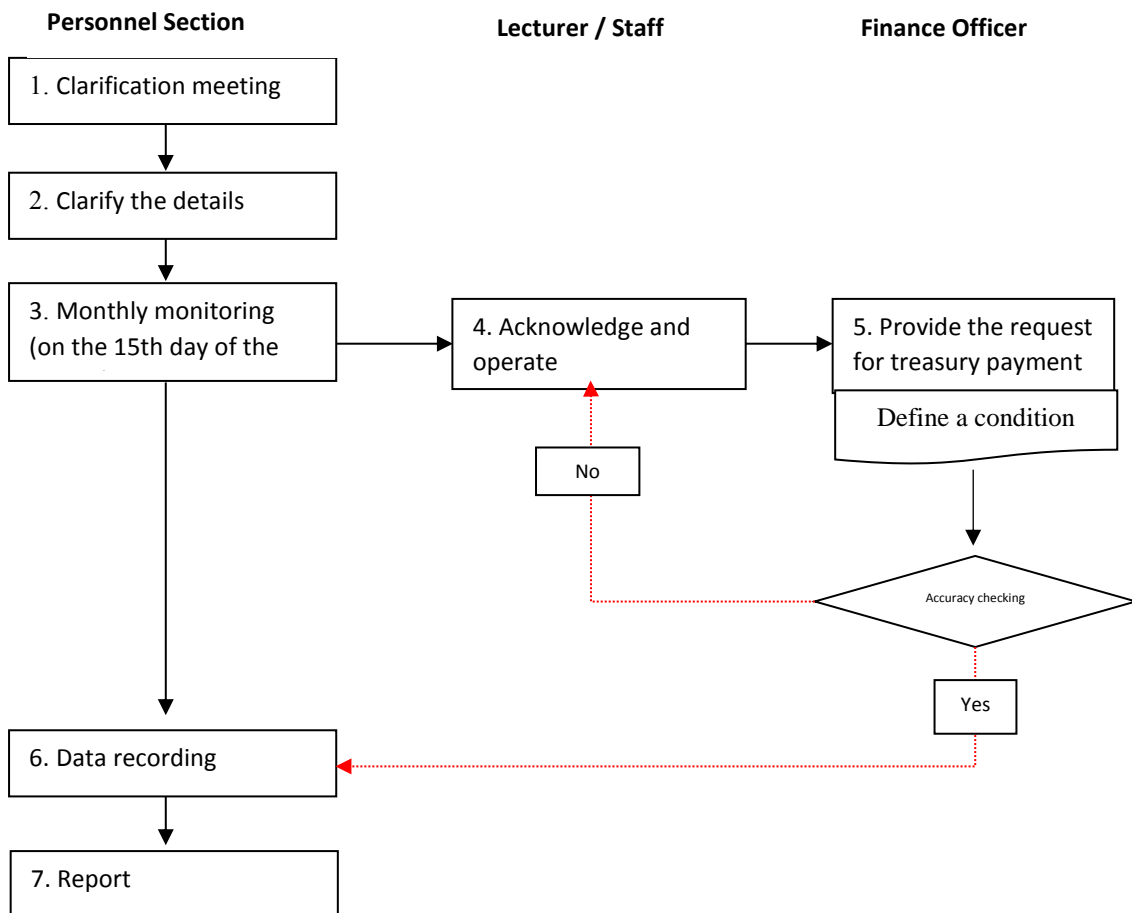 Personnel Section
Lecturer / Staff
Finance Officer
1. Clarification meeting
2. Clarify the details
3. Monthly monitoring
(on the 15th day of the
4. Acknowledge and
operate
5. Provide the request
for treasury payment
Define a condition
No
Accuracy checking
Yes
6. Data recording
7. Report